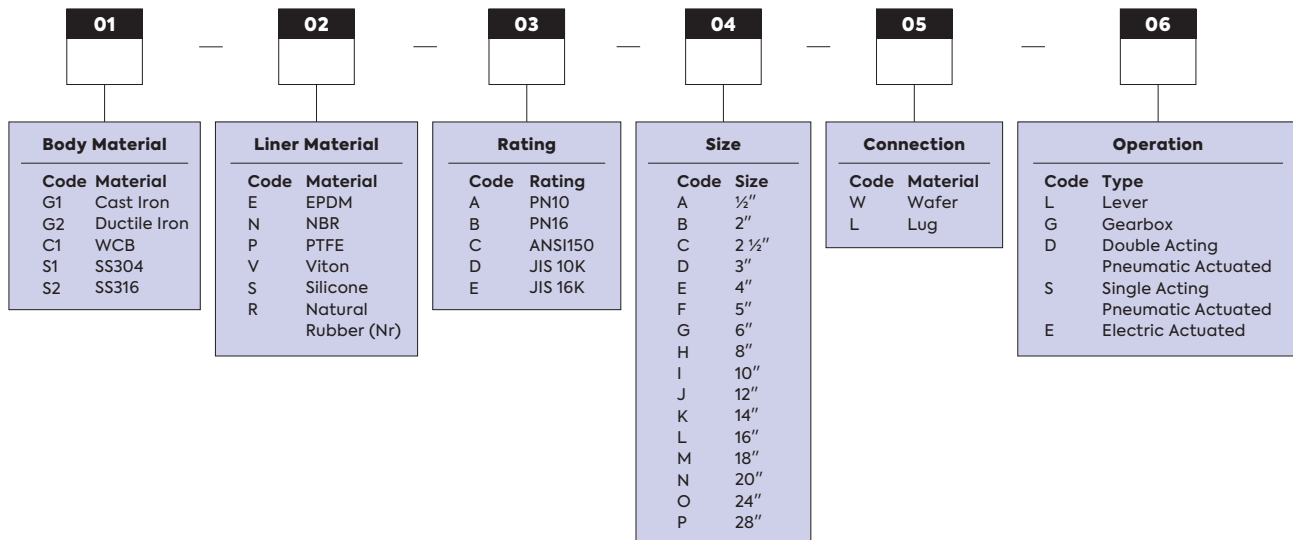 01 — 02 — 03 — 04 — 05 — 06
Body Material
Code Material
G1 Cast Iron
G2 Ductile Iron
C1 WCB
S1 SS304
S2 SS316
Liner Material
Code Material
E EPDM
N NBR
P PTFE
V Viton
S Silicone
R Natural
Rubber (Nr)
Rating
Code Rating
A PN10
B PN16
C ANSI150
D JIS 10K
E JIS 16K
Size
Code Size
A ½"
B 2"
C 2 ½"
D 3"
E 4"
F 5"
G 6"
H 8"
I 10"
J 12"
K 14"
L 16"
M 18"
N 20"
O 24"
P 28"
Connection
Code Material
W Wafer
L Lug
Operation
Code Type
L Lever
G Gearbox
D Double Acting
Pneumatic Actuated
S Single Acting
Pneumatic Actuated
E Electric Actuated